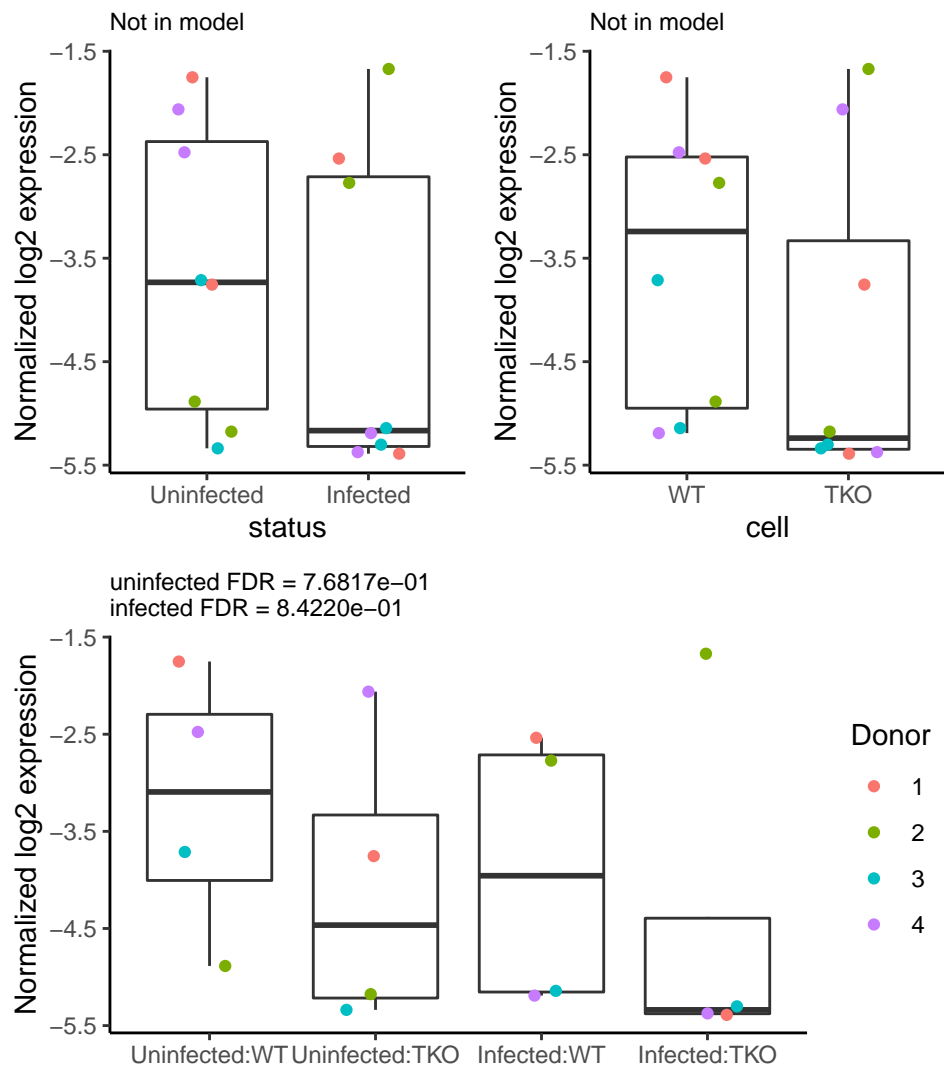 Not in model
Normalized log2 expression
−1.5
−2.5
−3.5
−4.5
−5.5
Uninfected Infected
status
Not in model
Normalized log2 expression
−1.5
−2.5
−3.5
−4.5
−5.5
WT TKO
cell
uninfected FDR = 7.6817e−01
infected FDR = 8.4220e−01
Normalized log2 expression
−1.5
−2.5
−3.5
−4.5
−5.5
Uninfected:WT Uninfected:TKO Infected:WT Infected:TKO
Donor
1
2
3
4